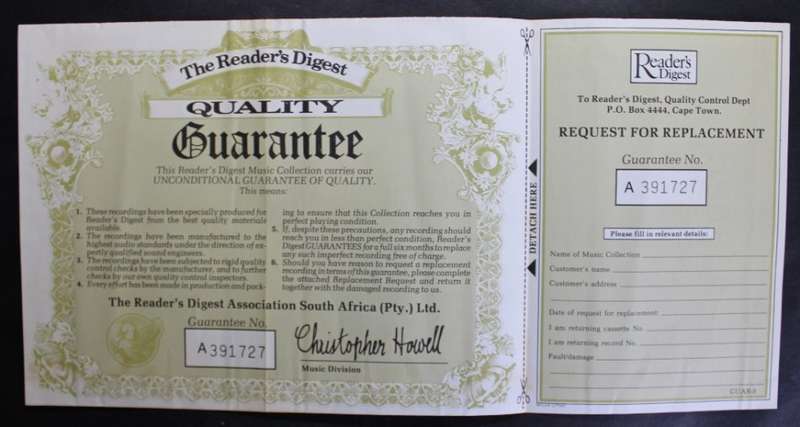 The Reader's Digest
QUALITY
Guarantee
This Reader's Digest Music Collection carries our
UNCONDITIONAL GUARANTEE OF QUALITY.
This means:
1. These recordings have been specially produced for
Reader's Digest from the best quality materials
available.
2. The recordings have been manufactured to the
highest audio standards under the direction of ex-
pertly qualified sound engineers.
3. The recordings have been subjected to rigid quality
control checks by the manufacturer, and to further
checks by our own quality control inspectors.
4. Every effort has been made in production and pack-
ing to ensure that this Collection reaches you in
perfect playing condition.
5. If, despite these precautions, any recording should
reach you in less than perfect condition, Reader's
Digest GUARANTEES for a full six months to replace
any such imperfect recording free of charge.
6. Should you have reason to request a replacement
recording in terms of this guarantee, please complete
the attached Replacement Request and return it
together with the damaged recording to us.
The Reader's Digest Association South Africa (Pty.) Ltd.
Guarantee No.
A 391727
Christopher Howell
Music Division
DETACH HERE
Reader's
Digest
To Reader's Digest, Quality Control Dept
P.O. Box 4444, Cape Town.
REQUEST FOR REPLACEMENT
Guarantee No.
A 391727
Please fill in relevant details:
Name of Music Collection
Customer's name
Customer's address
Date of request for replacement:
I am returning cassette No.
I am returning record No.
Fault/damage